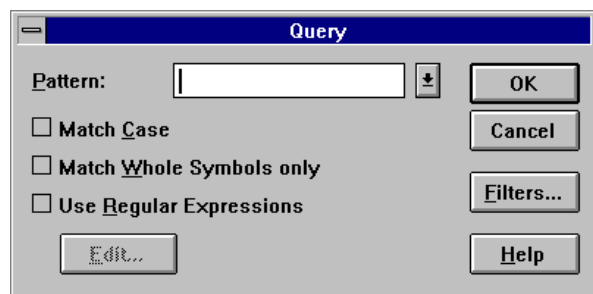 Query
Pattern:
OK
Match Case
Cancel
Match Whole Symbols only
Filters...
Use Regular Expressions
Edit...
Help